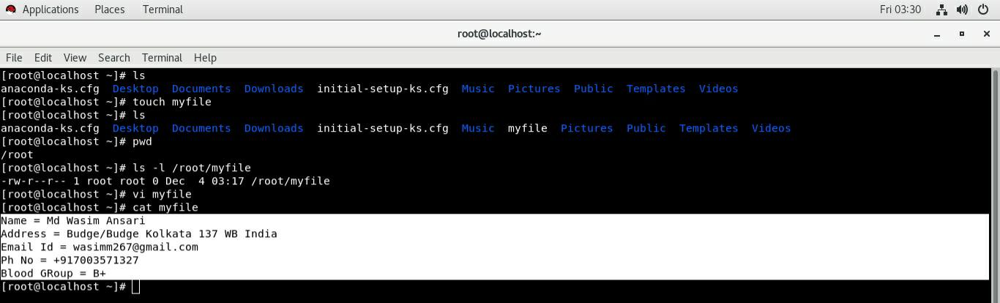 Applications Places Terminal Fri 03:30
root@localhost:~
File Edit View Search Terminal Help
[root@localhost ~]# ls
anaconda-ks.cfg Desktop Documents Downloads initial-setup-ks.cfg Music Pictures Public Templates Videos
[root@localhost ~]# touch myfile
[root@localhost ~]# ls
anaconda-ks.cfg Desktop Documents Downloads initial-setup-ks.cfg Music myfile Pictures Public Templates Videos
[root@localhost ~]# pwd
/root
[root@localhost ~]# ls -l /root/myfile
-rw-r--r-- 1 root root 0 Dec  4 03:17 /root/myfile
[root@localhost ~]# vi myfile
[root@localhost ~]# cat myfile
Name = Md Wasim Ansari
Address = Budge/Budge Kolkata 137 WB India
Email Id = wasimm267@gmail.com
Ph No = +917003571327
Blood GRoup = B+
[root@localhost ~]#